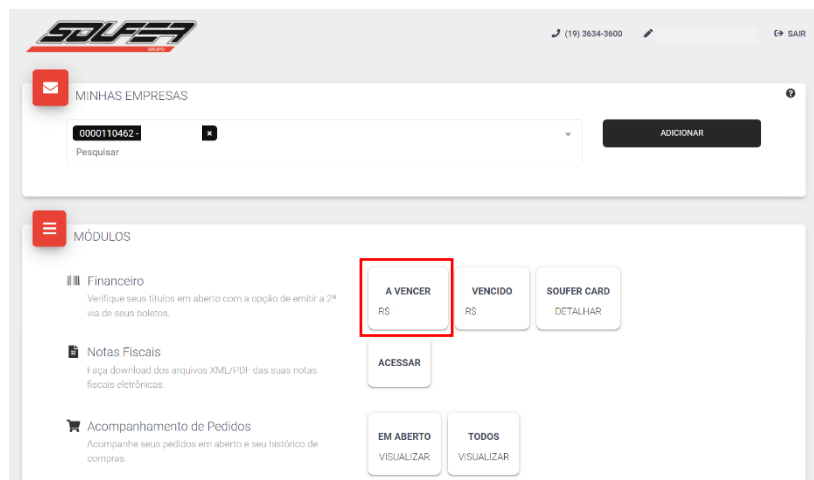 SOUFER
GRUPO
(19) 3634-3600
SAIR
MINHAS EMPRESAS
0000110462 -
×
Pesquisar
ADICIONAR
MÓDULOS
Financeiro
Verifique seus títulos em aberto com a opção de emitir a 2ª
via de seus boletos.
A VENCER
R$
VENCIDO
R$
SOUFER CARD
DETALHAR
Notas Fiscais
Faça download dos arquivos XML/PDF das suas notas
fiscais eletrônicas.
ACESSAR
Acompanhamento de Pedidos
Acompanhe seus pedidos em aberto e seu histórico de
compras.
EM ABERTO
VISUALIZAR
TODOS
VISUALIZAR